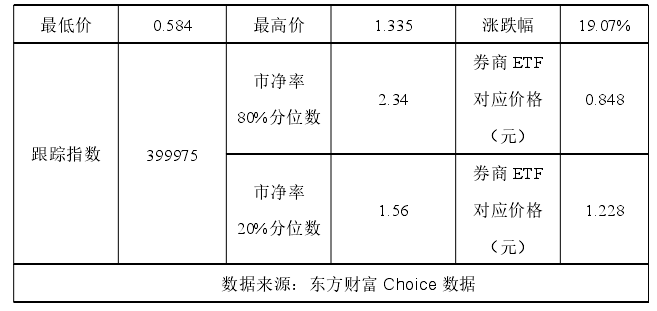 最低价 0.584 最高价 1.335 涨跌幅 19.07%
跟踪指数
399975
市净率
80%分位数
2.34
券商 ETF
对应价格
（元）
0.848
市净率
20%分位数
1.56
券商 ETF
对应价格
（元）
1.228
数据来源：东方财富 Choice 数据